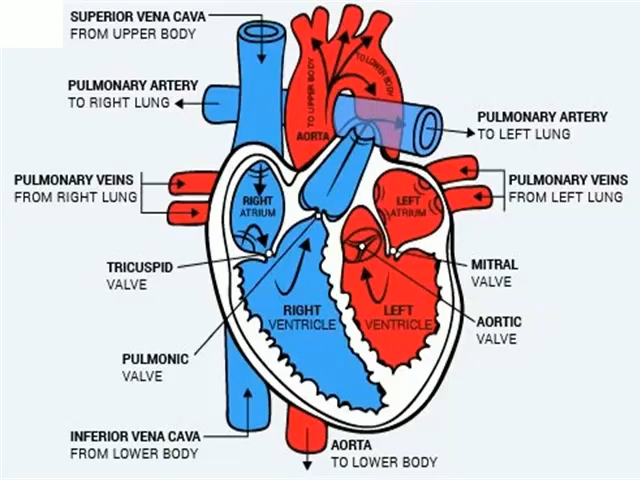 SUPERIOR VENA CAVA
FROM UPPER BODY
PULMONARY ARTERY
TO RIGHT LUNG
TO UPPER BODY
TO LOWER BODY
AORTA
PULMONARY ARTERY
TO LEFT LUNG
PULMONARY VEINS
FROM RIGHT LUNG
PULMONARY VEINS
FROM LEFT LUNG
RIGHT
ATRIUM
LEFT
ATRIUM
TRICUSPID
VALVE
MITRAL
VALVE
RIGHT
VENTRICLE
LEFT
VENTRICLE
AORTIC
VALVE
PULMONIC
VALVE
INFERIOR VENA CAVA
FROM LOWER BODY
AORTA
TO LOWER BODY